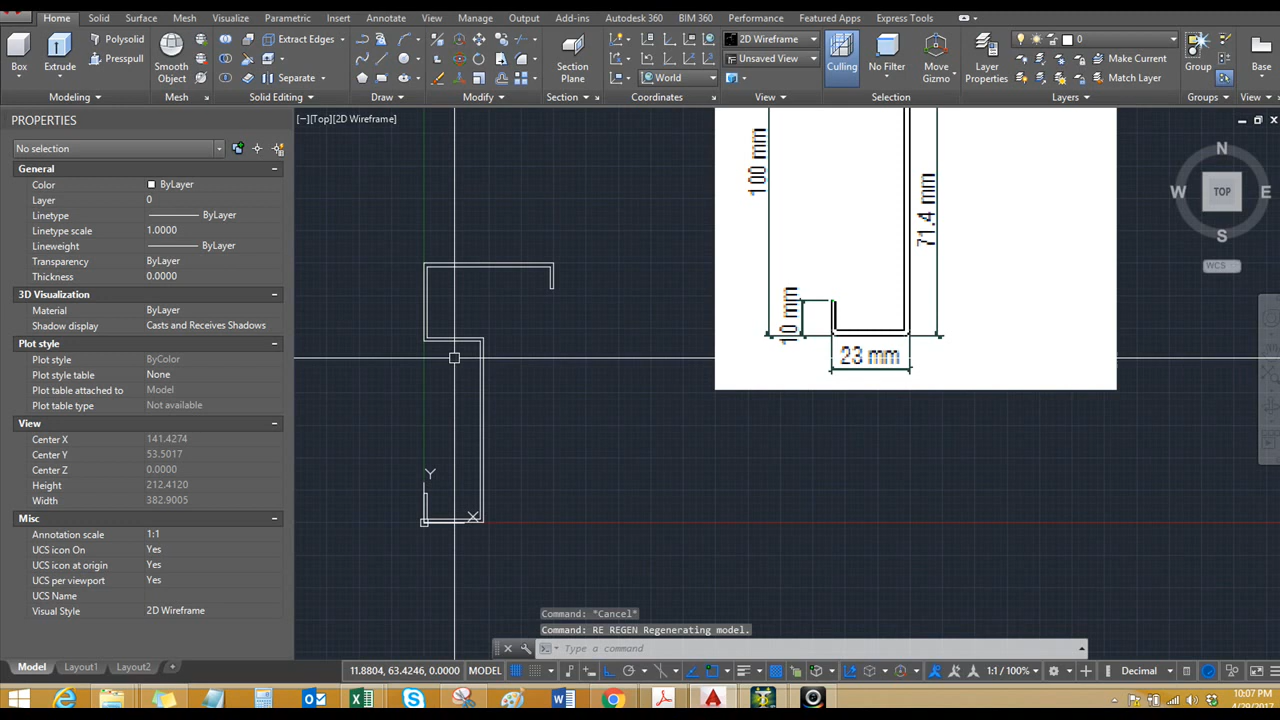 Home Solid Surface Mesh Visualize Parametric Insert Annotate View Manage Output Add-ins Autodesk 360 BIM 360 Performance Featured Apps Express Tools
Box
Extrude
Polysolid
Presspull
Smooth
Object
Extrude Edges
Separate
Section
Plane
World
2D Wireframe
Unsaved View
Culling
No Filter
Move
Gizmo
Layer
Properties
0
Make Current
Match Layer
Group
Base
Modeling Mesh Solid Editing Draw Modify Section Coordinates View Selection Layers Groups View
PROPERTIES
No selection
General
Color ByLayer
Layer 0
Linetype ByLayer
Linetype scale 1.0000
Lineweight ByLayer
Transparency ByLayer
Thickness 0.0000
3D Visualization
Material ByLayer
Shadow display Casts and Receives Shadows
Plot style
Plot style ByColor
Plot style table None
Plot table attached to Model
Plot table type Not available
View
Center X 141.4274
Center Y 53.5017
Center Z 0.0000
Height 212.4120
Width 382.9005
Misc
Annotation scale 1:1
UCS icon On Yes
UCS icon at origin Yes
UCS per viewport Yes
UCS Name
Visual Style 2D Wireframe
[−][Top][2D Wireframe]
Y
X
100 mm
71.4 mm
10 mm
23 mm
N
W TOP E
S
WCS
Command: *Cancel*
Command: RE REGEN Regenerating model.
Type a command
Model Layout1 Layout2 +
11.8804, 63.4246, 0.0000 MODEL
1:1 / 100%
Decimal
10:07 PM
4/29/2017